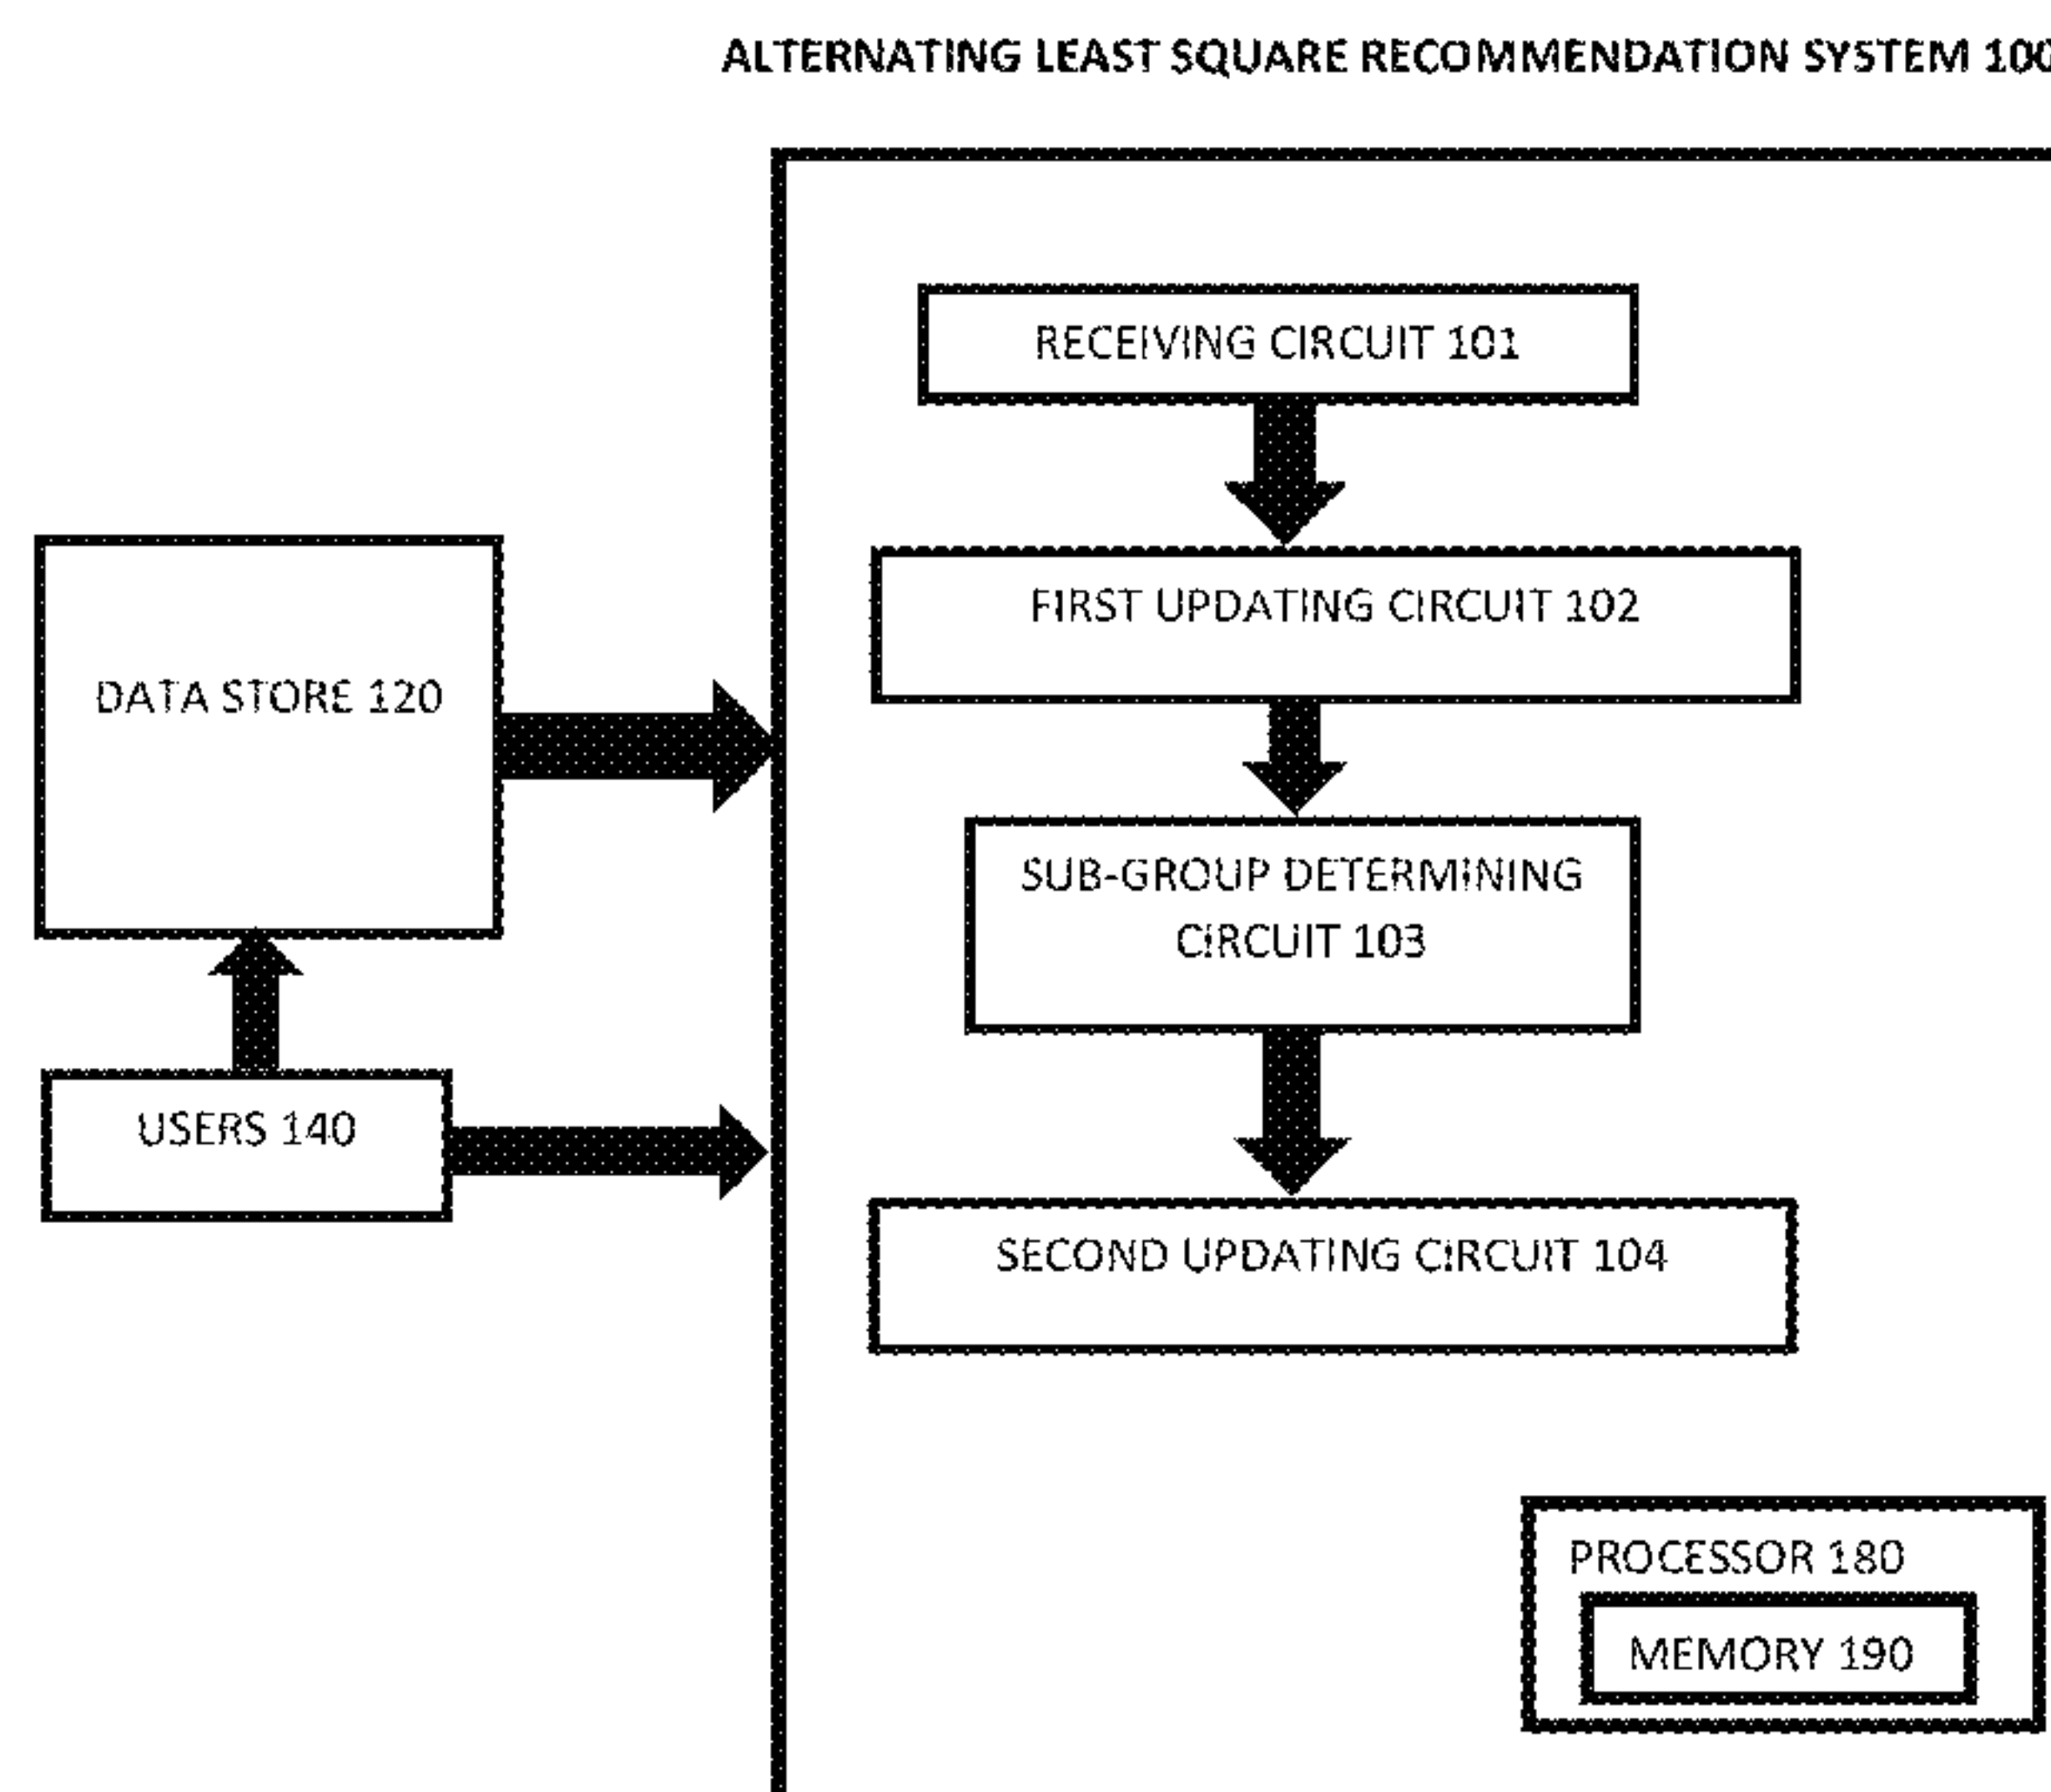 ALTERNATING LEAST SQUARE RECOMMENDATION SYSTEM 100
RECEIVING CIRCUIT 101
FIRST UPDATING CIRCUIT 102
DATA STORE 120
SUB-GROUP DETERMINING
CIRCUIT 103
USERS 140
SECOND UPDATING CIRCUIT 104
PROCESSOR 180
MEMORY 190